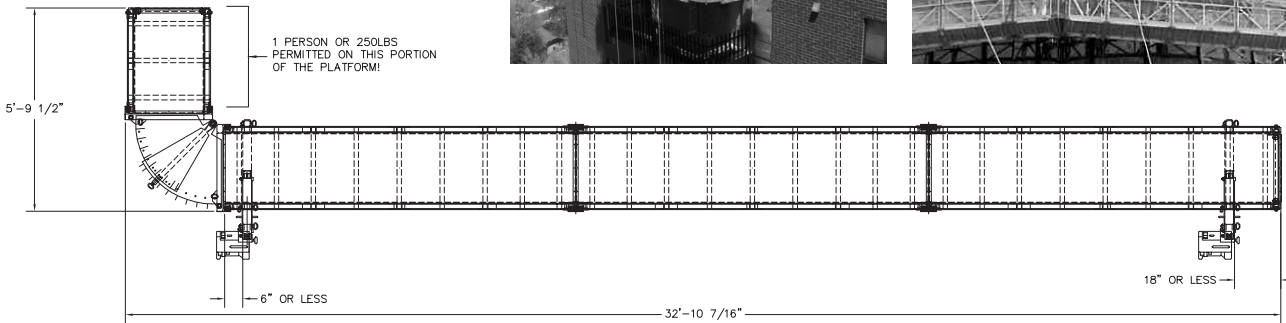 1 PERSON OR 250LBS
PERMITTED ON THIS PORTION
OF THE PLATFORM!
5'-9 1/2"
18" OR LESS
6" OR LESS
32'-10 7/16"